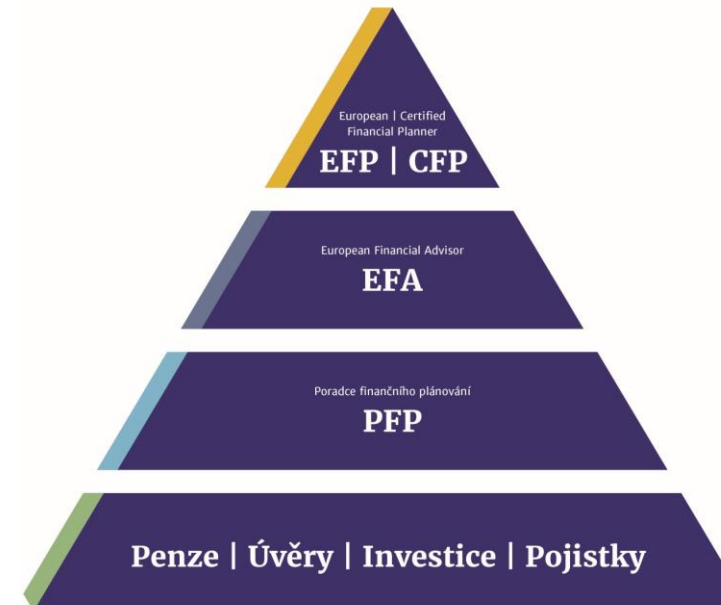 European | Certified
Financial Planner
EFP | CFP
European Financial Advisor
EFA
Poradce finančního plánování
PFP
Penze | Úvěry | Investice | Pojistky